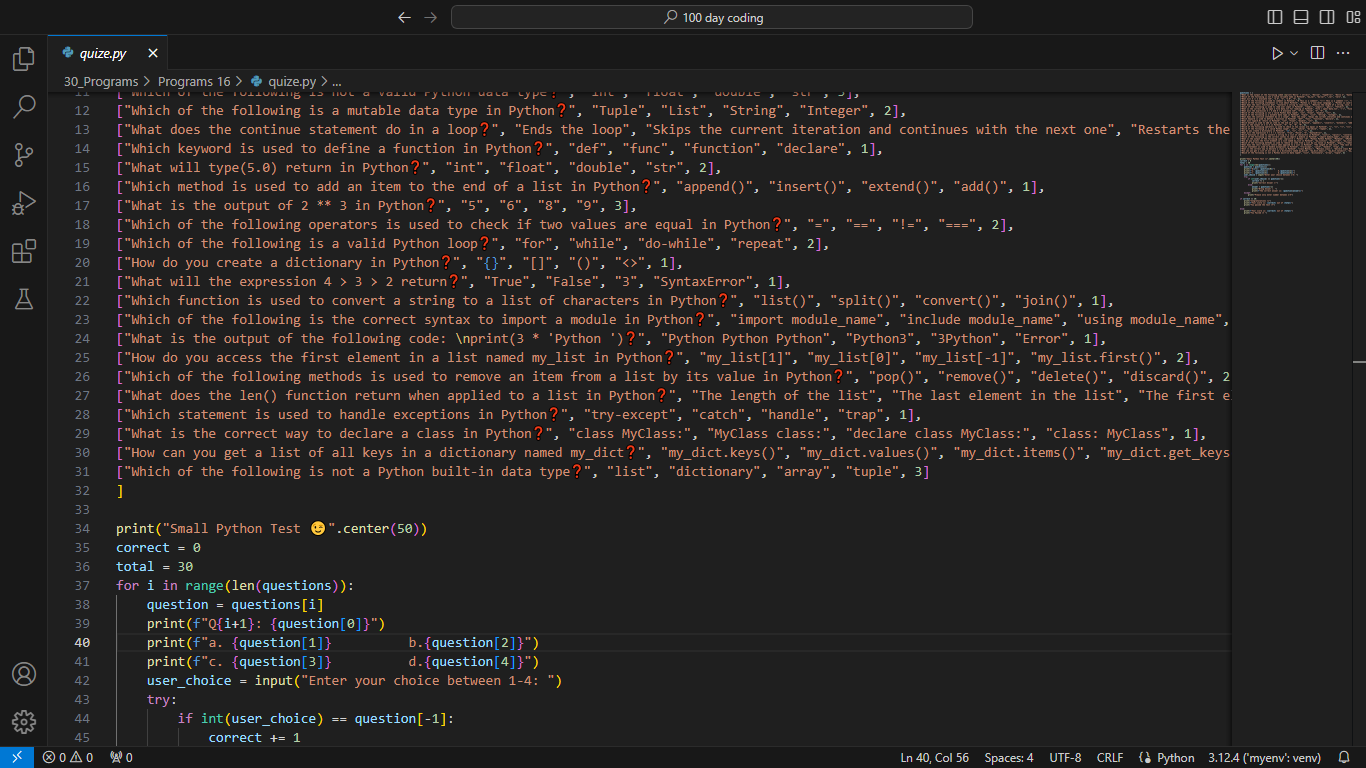 100 day coding
quize.py
30_Programs > Programs 16 > quize.py > ...
11 ["Which of the following is not a valid Python data type❓", "int", "float", "double", "str", 3],
12 ["Which of the following is a mutable data type in Python❓", "Tuple", "List", "String", "Integer", 2],
13 ["What does the continue statement do in a loop❓", "Ends the loop", "Skips the current iteration and continues with the next one", "Restarts the
14 ["Which keyword is used to define a function in Python❓", "def", "func", "function", "declare", 1],
15 ["What will type(5.0) return in Python❓", "int", "float", "double", "str", 2],
16 ["Which method is used to add an item to the end of a list in Python❓", "append()", "insert()", "extend()", "add()", 1],
17 ["What is the output of 2 ** 3 in Python❓", "5", "6", "8", "9", 3],
18 ["Which of the following operators is used to check if two values are equal in Python❓", "=", "==", "!=", "===", 2],
19 ["Which of the following is a valid Python loop❓", "for", "while", "do-while", "repeat", 2],
20 ["How do you create a dictionary in Python❓", "{}", "[]", "()", "<>", 1],
21 ["What will the expression 4 > 3 > 2 return❓", "True", "False", "3", "SyntaxError", 1],
22 ["Which function is used to convert a string to a list of characters in Python❓", "list()", "split()", "convert()", "join()", 1],
23 ["Which of the following is the correct syntax to import a module in Python❓", "import module_name", "include module_name", "using module_name",
24 ["What is the output of the following code: \nprint(3 * 'Python ')❓", "Python Python Python", "Python3", "3Python", "Error", 1],
25 ["How do you access the first element in a list named my_list in Python❓", "my_list[1]", "my_list[0]", "my_list[-1]", "my_list.first()", 2],
26 ["Which of the following methods is used to remove an item from a list by its value in Python❓", "pop()", "remove()", "delete()", "discard()", 2
27 ["What does the len() function return when applied to a list in Python❓", "The length of the list", "The last element in the list", "The first e
28 ["Which statement is used to handle exceptions in Python❓", "try-except", "catch", "handle", "trap", 1],
29 ["What is the correct way to declare a class in Python❓", "class MyClass:", "MyClass class:", "declare class MyClass:", "class: MyClass", 1],
30 ["How can you get a list of all keys in a dictionary named my_dict❓", "my_dict.keys()", "my_dict.values()", "my_dict.items()", "my_dict.get_keys
31 ["Which of the following is not a Python built-in data type❓", "list", "dictionary", "array", "tuple", 3]
32 ]
33
34 print("Small Python Test 😉".center(50))
35 correct = 0
36 total = 30
37 for i in range(len(questions)):
38     question = questions[i]
39     print(f"Q{i+1}: {question[0]}")
40     print(f"a. {question[1]}          b.{question[2]}")
41     print(f"c. {question[3]}          d.{question[4]}")
42     user_choice = input("Enter your choice between 1-4: ")
43     try:
44         if int(user_choice) == question[-1]:
45             correct += 1
0 0 0 Ln 40, Col 56 Spaces: 4 UTF-8 CRLF Python 3.12.4 ('myenv': venv)